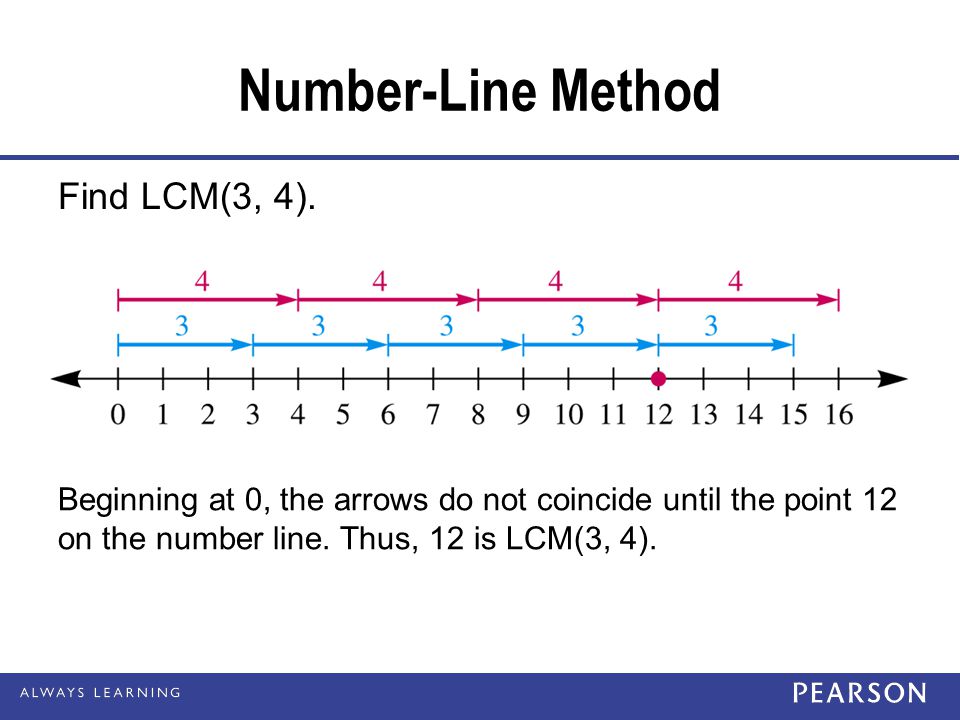 Number-Line Method
Find LCM(3, 4).
4 4 4 4
3 3 3 3 3
0 1 2 3 4 5 6 7 8 9 10 11 12 13 14 15 16
Beginning at 0, the arrows do not coincide until the point 12
on the number line. Thus, 12 is LCM(3, 4).
ALWAYS LEARNING
PEARSON